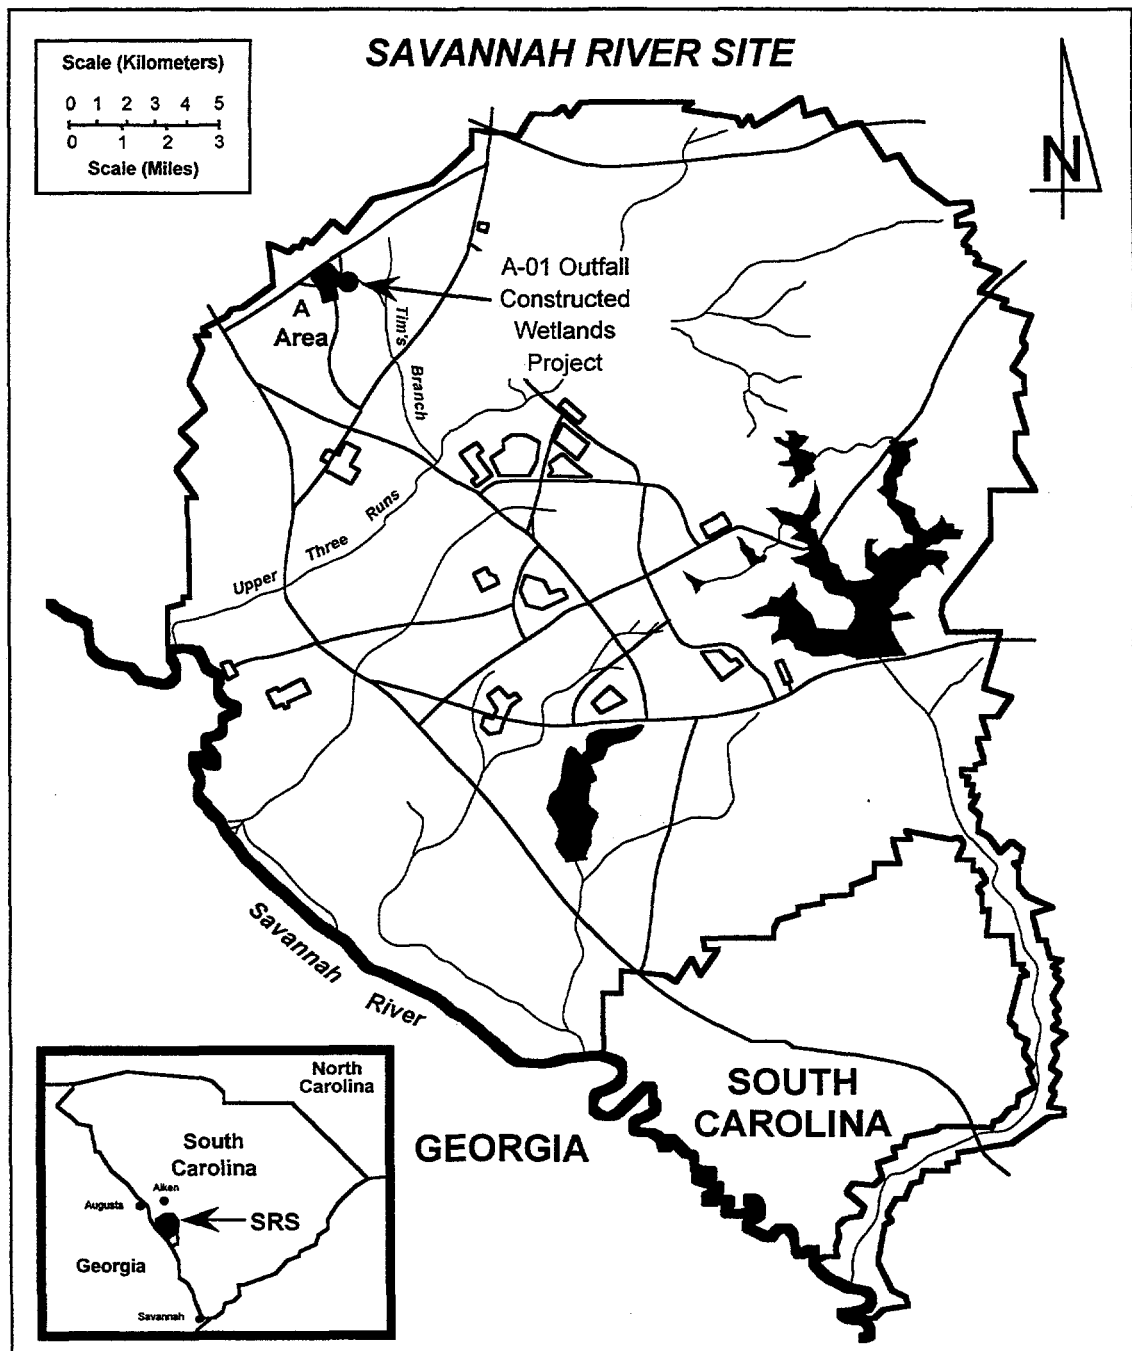 SAVANNAH RIVER SITE
Scale (Kilometers)
0 1 2 3 4 5
0 1 2 3
Scale (Miles)
N
A-01 Outfall
Constructed
Wetlands
Project
A
Area
Tim's
Branch
Upper Three Runs
Savannah
River
SOUTH
CAROLINA
GEORGIA
North
Carolina
South
Carolina
Aiken
Augusta
SRS
Georgia
Savannah